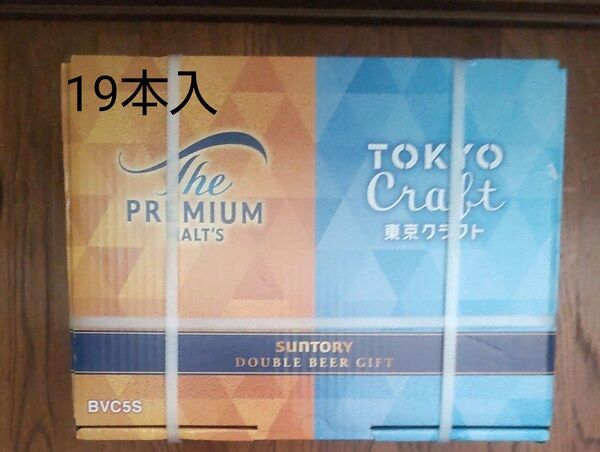 19本入
The
PREMIUM
MALT'S
TOKYO
Craft
東京クラフト
SUNTORY
DOUBLE BEER GIFT
BVC5S